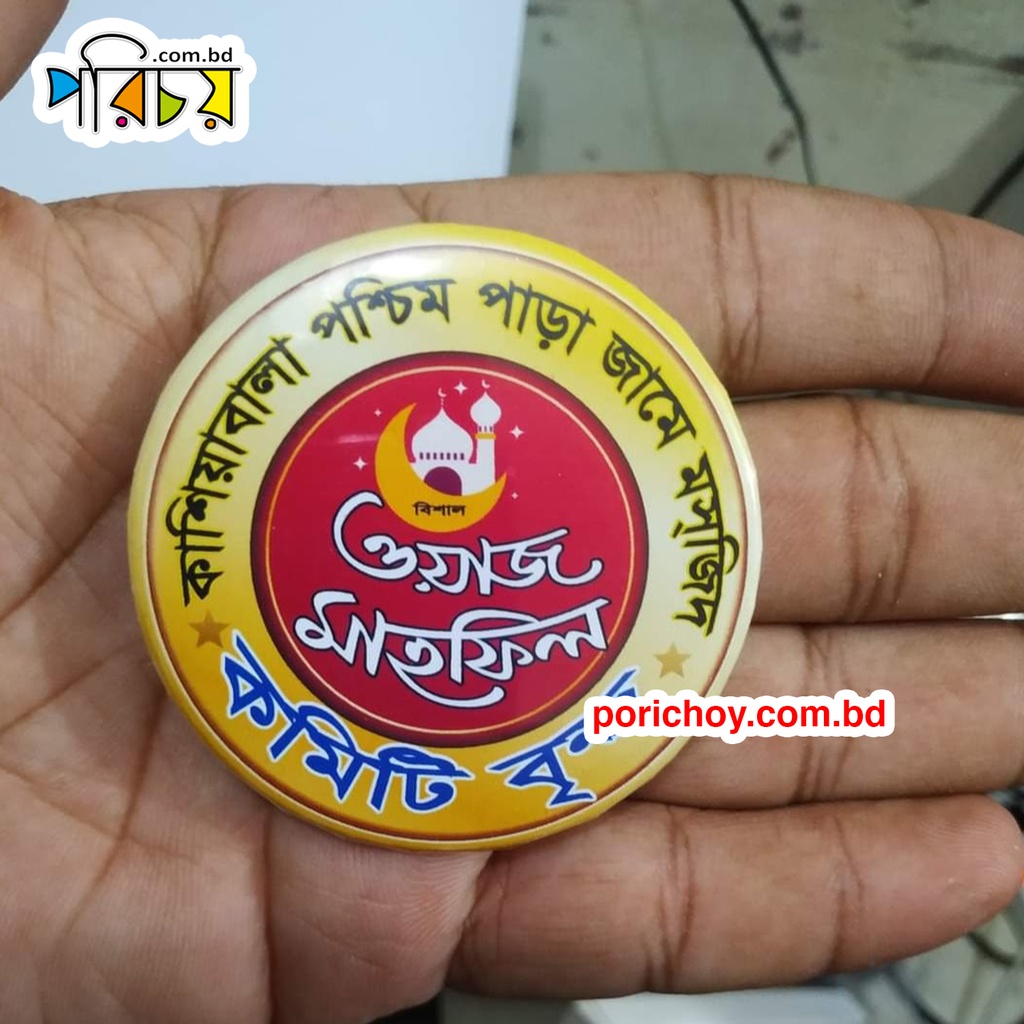 .com.bd
পরিচয়
কাশিয়াবালা পশ্চিম পাড়া জামে মসজিদ
বিশাল
ওয়াজ
মাহফিল
কমিটি
porichoy.com.bd